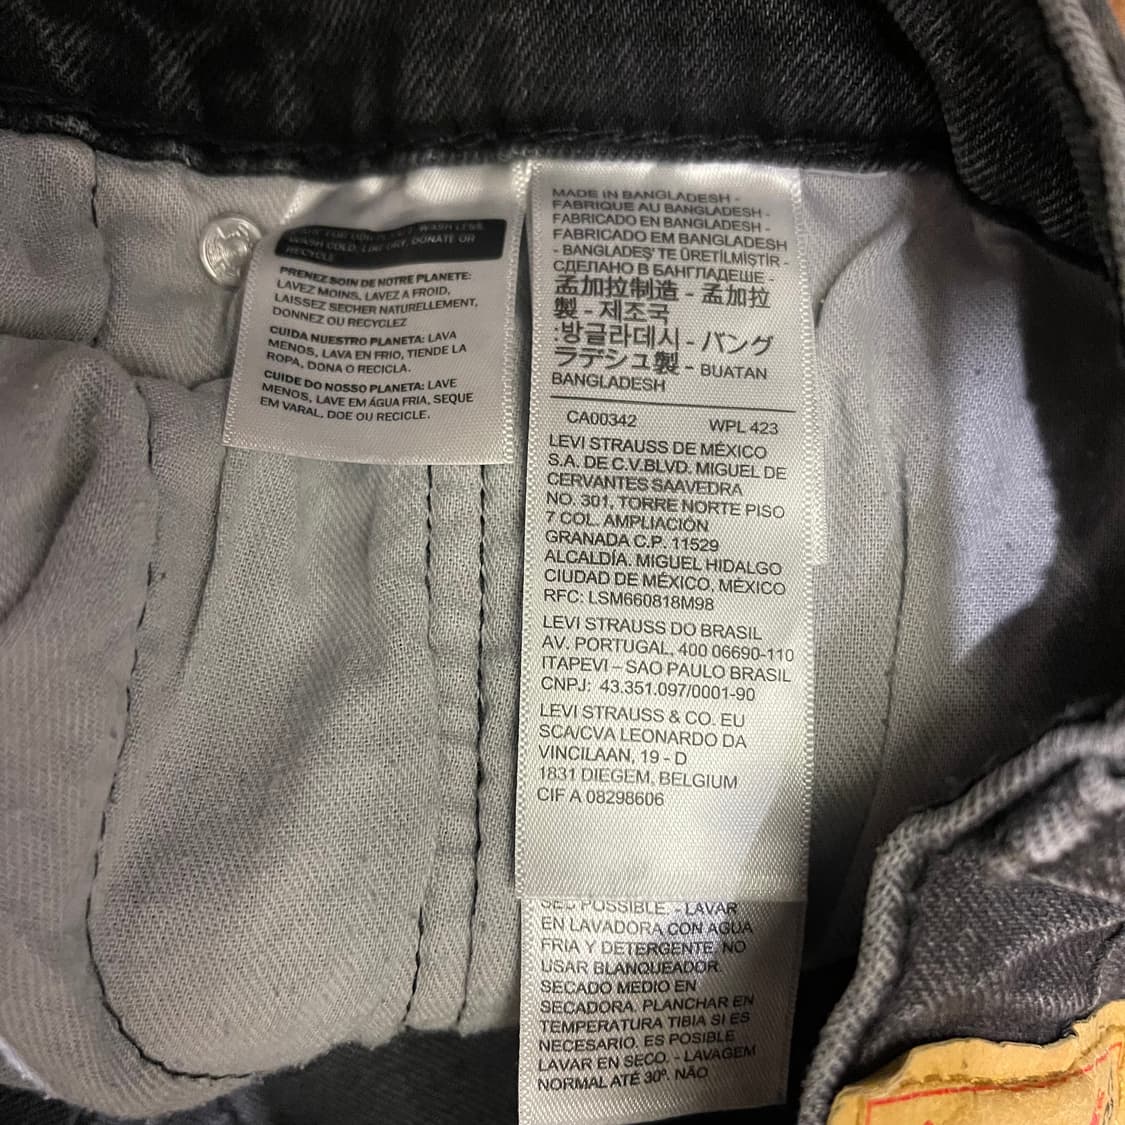 WASH LESS,
WASH COLD, LINE DRY, DONATE OR
RECYCLE
PRENEZ SOIN DE NOTRE PLANETE:
LAVEZ MOINS, LAVEZ A FROID,
LAISSEZ SECHER NATURELLEMENT,
DONNEZ OU RECYCLEZ
CUIDA NUESTRO PLANETA: LAVA
MENOS, LAVA EN FRIO, TIENDE LA
ROPA, DONA O RECICLA.
CUIDE DO NOSSO PLANETA: LAVE
MENOS, LAVE EM ÁGUA FRIA, SEQUE
EM VARAL, DOE OU RECICLE.
MADE IN BANGLADESH -
FABRIQUE AU BANGLADESH -
FABRICADO EN BANGLADESH -
FABRICADO EM BANGLADESH
- BANGLADEŞ' TE ÜRETİLMİŞTİR -
СДЕЛАНО В БАНГЛАДЕШЕ -
孟加拉制造 - 孟加拉
製 - 제조국
:방글라데시 - バング
ラデシュ製 - BUATAN
BANGLADESH
CA00342 WPL 423
LEVI STRAUSS DE MÉXICO
S.A. DE C.V.BLVD. MIGUEL DE
CERVANTES SAAVEDRA
NO. 301, TORRE NORTE PISO
7 COL. AMPLIACIÓN
GRANADA C.P. 11529
ALCALDÍA. MIGUEL HIDALGO
CIUDAD DE MÉXICO, MÉXICO
RFC: LSM660818M98
LEVI STRAUSS DO BRASIL
AV. PORTUGAL, 400 06690-110
ITAPEVI – SAO PAULO BRASIL
CNPJ: 43.351.097/0001-90
LEVI STRAUSS & CO. EU
SCA/CVA LEONARDO DA
VINCILAAN, 19 - D
1831 DIEGEM, BELGIUM
CIF A 08298606
POSSIBLE. - LAVAR
EN LAVADORA CON AGUA
FRIA Y DETERGENTE. NO
USAR BLANQUEADOR.
SECADO MEDIO EN
SECADORA. PLANCHAR EN
TEMPERATURA TIBIA SI ES
NECESARIO. ES POSIBLE
LAVAR EN SECO. - LAVAGEM
NORMAL ATÉ 30º. NÃO